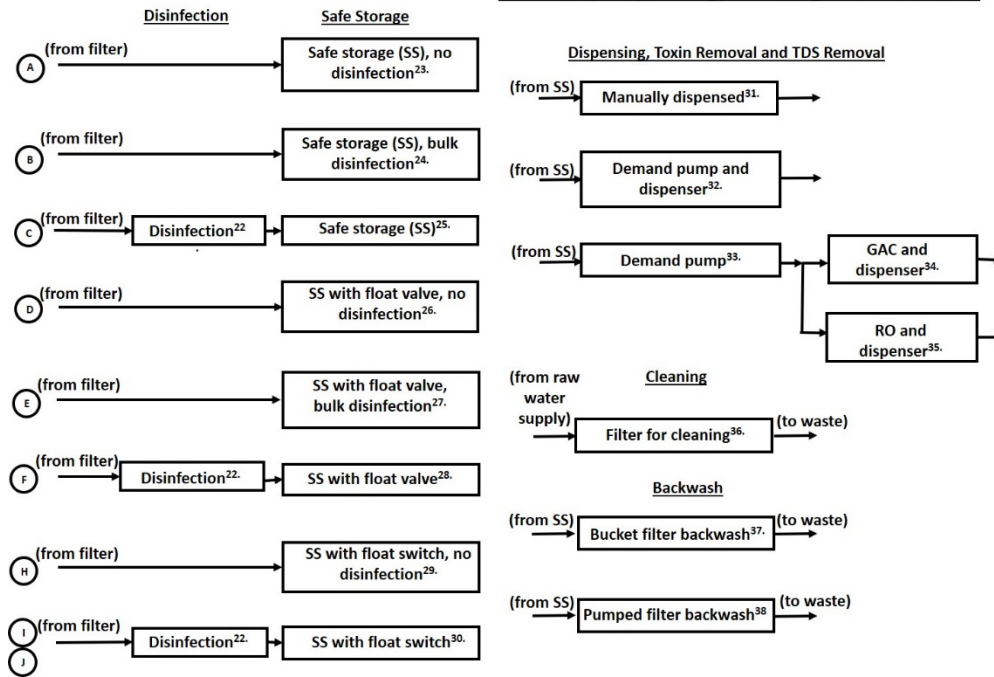 Disinfection
Safe Storage
A
(from filter)
Safe storage (SS), no
disinfection23.
B
(from filter)
Safe storage (SS), bulk
disinfection24.
C
(from filter)
Disinfection22
Safe storage (SS)25.
D
(from filter)
SS with float valve, no
disinfection26.
E
(from filter)
SS with float valve,
bulk disinfection27.
F
(from filter)
Disinfection22.
SS with float valve28.
H
(from filter)
SS with float switch, no
disinfection29.
I
J
(from filter)
Disinfection22.
SS with float switch30.
Dispensing, Toxin Removal and TDS Removal
(from SS)
Manually dispensed31.
(from SS)
Demand pump and
dispenser32.
(from SS)
Demand pump33.
GAC and
dispenser34.
RO and
dispenser35.
Cleaning
(from raw
water
supply)
Filter for cleaning36.
(to waste)
Backwash
(from SS)
Bucket filter backwash37.
(to waste)
(from SS)
Pumped filter backwash38
(to waste)